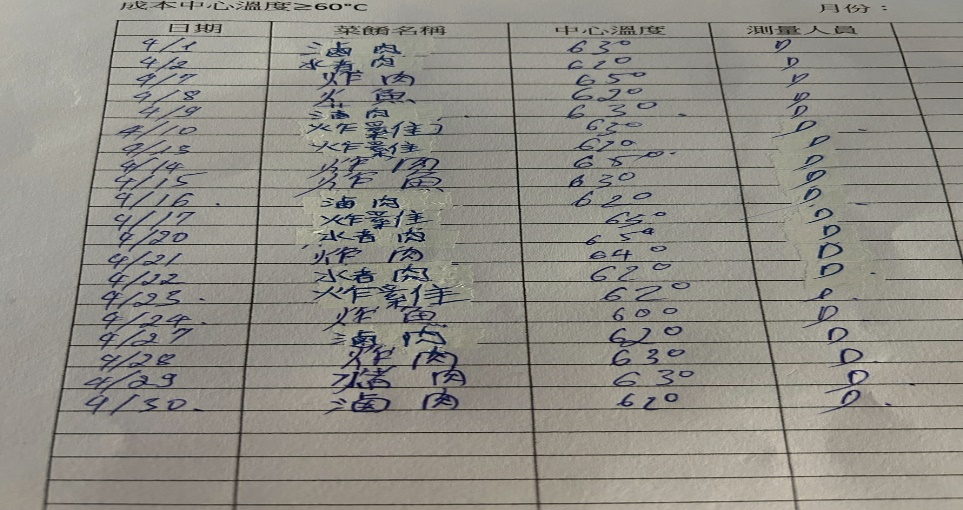 成本中心溫度≥60°C 月份：
日期 菜餚名稱 中心溫度 測量人員
4/1 滷肉 63° D
4/2 水煮肉 62° D
4/7 炸肉 65° D
4/8 炸魚 62° D
4/9 滷肉 63° D
4/10 炸雞佳 63° D
4/13 炸雞佳 67° D
4/14 炸肉 65° D
4/15 炸魚 63° D
4/16 滷肉 62° D
4/17 炸雞佳 65° D
4/20 水煮肉 65° D
4/21 炸肉 64° D
4/22 水煮肉 62° D
4/23 炸雞佳 62°
4/24 炸魚 60° D
4/27 滷肉 62° D
4/28 炸肉 63° D
4/29 肉 63° D
4/30 滷肉 62° D